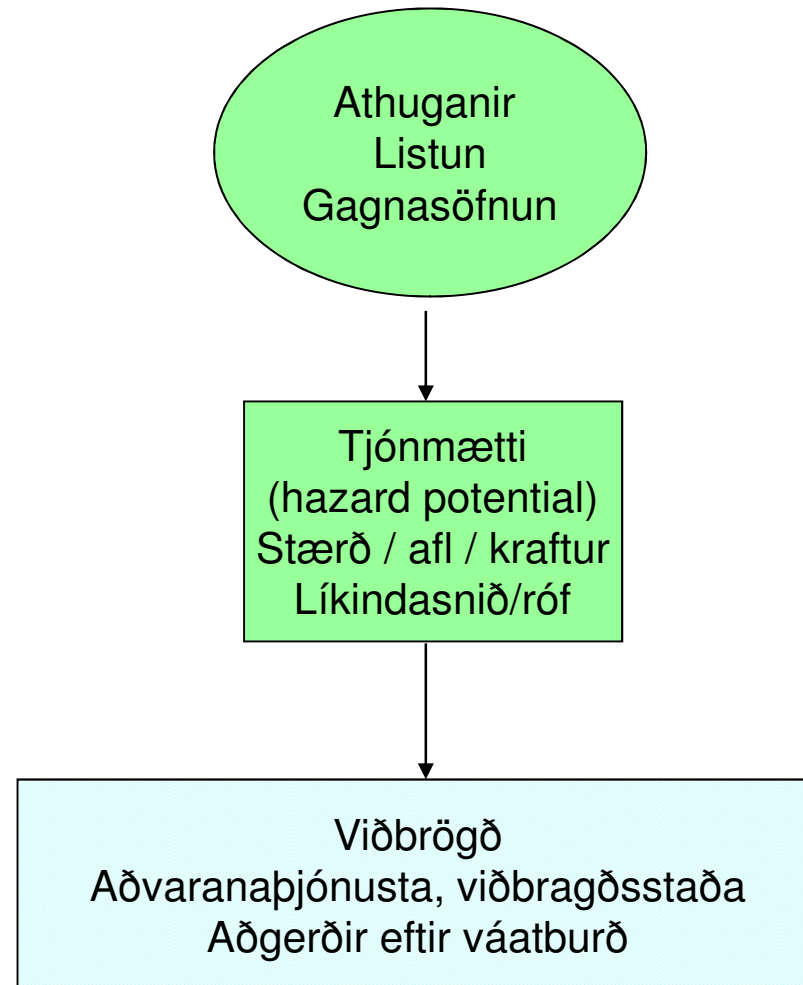 Athuganir
Listun
Gagnasöfnun
Tjónmætti
(hazard potential)
Stærð / afl / kraftur
Líkindasnið/róf
Viðbrögð
Aðvaranaþjónusta, viðbragðsstaða
Aðgerðir eftir váatburð